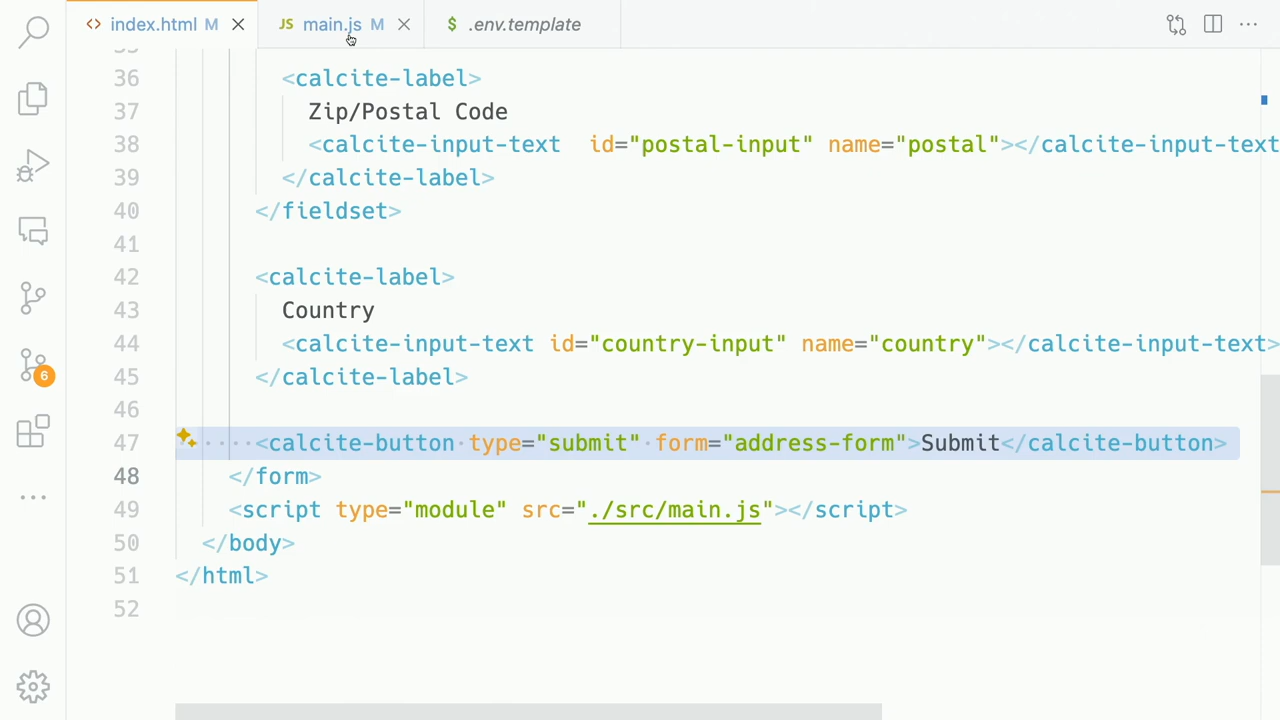 <> index.html M
JS main.js M
$ .env.template
36 <calcite-label>
37 Zip/Postal Code
38 <calcite-input-text  id="postal-input" name="postal"></calcite-input-text
39 </calcite-label>
40 </fieldset>
41
42 <calcite-label>
43 Country
44 <calcite-input-text id="country-input" name="country"></calcite-input-text>
45 </calcite-label>
46
47 ····<calcite-button·type="submit"·form="address-form">Submit</calcite-button>
48 </form>
49 <script type="module" src="./src/main.js"></script>
50 </body>
51 </html>
52
6